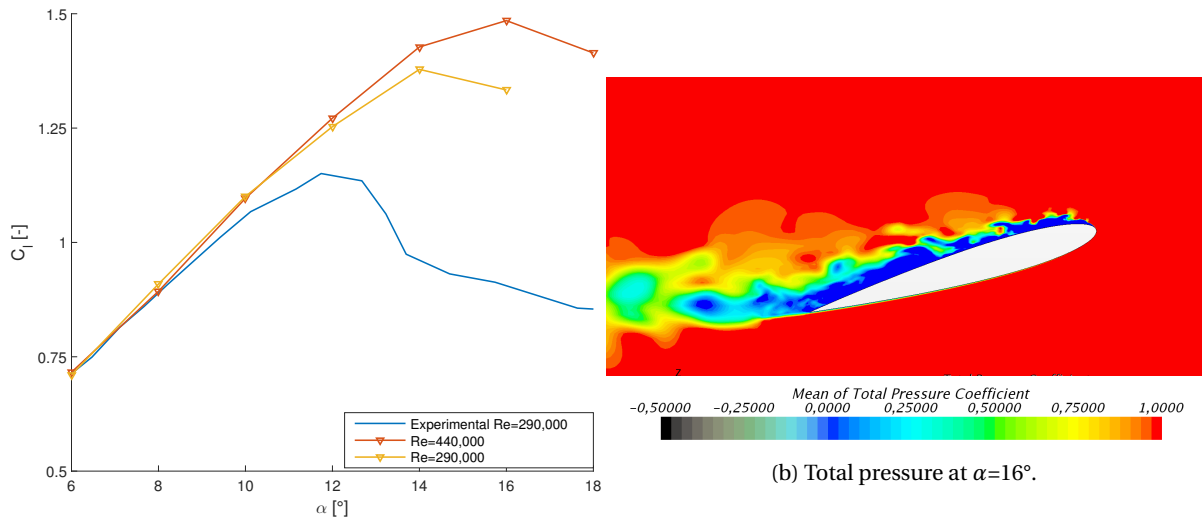 1.5
1.25
1
0.75
0.5
C_l [-]
6
8
10
12
14
16
18
α [°]
Experimental Re=290,000
Re=440,000
Re=290,000
z
Mean of Total Pressure Coefficient
-0,50000 -0,25000 0,0000 0,25000 0,50000 0,75000 1,0000
(b) Total pressure at α=16°.